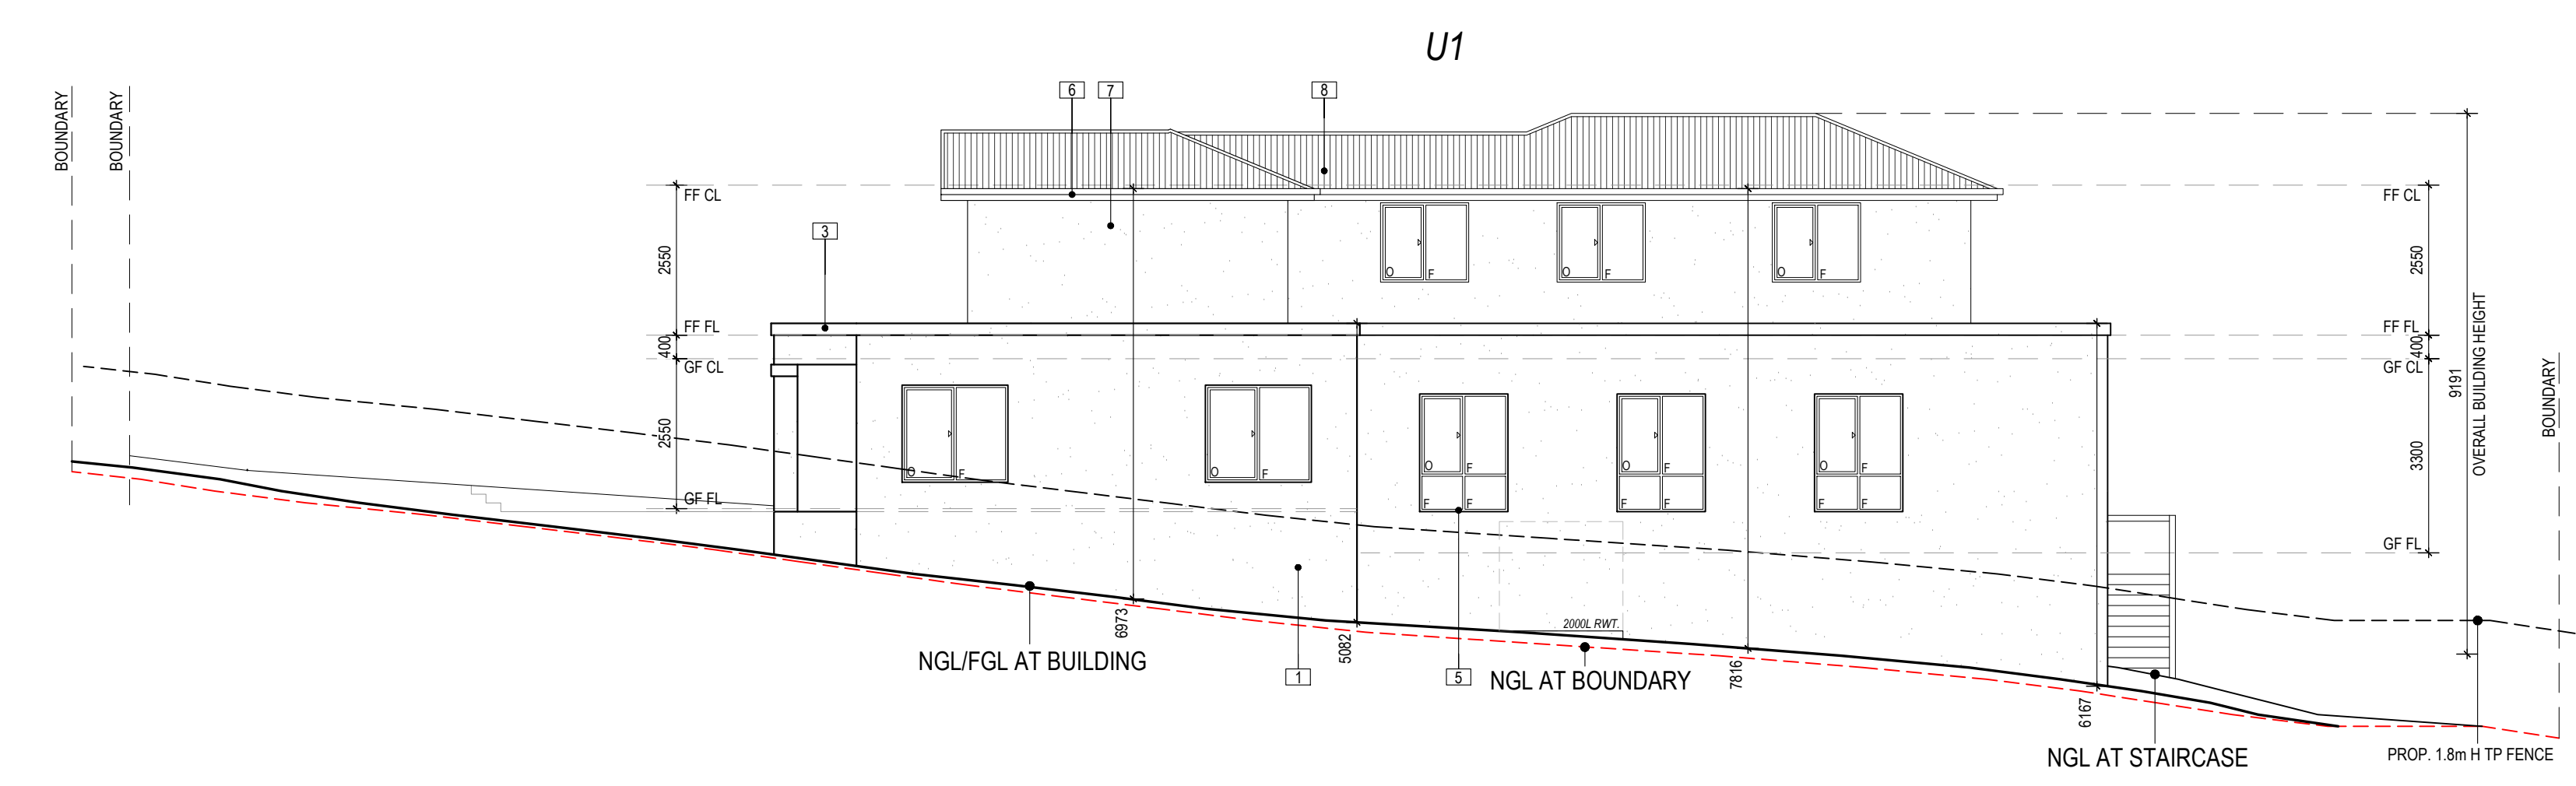 U1
BOUNDARY
BOUNDARY
6
7
8
FF CL
FF CL
3
2550
2550
OVERALL BUILDING HEIGHT
9191
O F
O F
O F
FF FL
FF FL
400
400
GF CL
GF CL
BOUNDARY
2550
3300
O F
O F
O F
O F
O F
F F
F F
F F
GF FL
GF FL
6973
5082
2000L RWT.
7816
6167
NGL/FGL AT BUILDING
1
5
NGL AT BOUNDARY
NGL AT STAIRCASE
PROP. 1.8m H TP FENCE